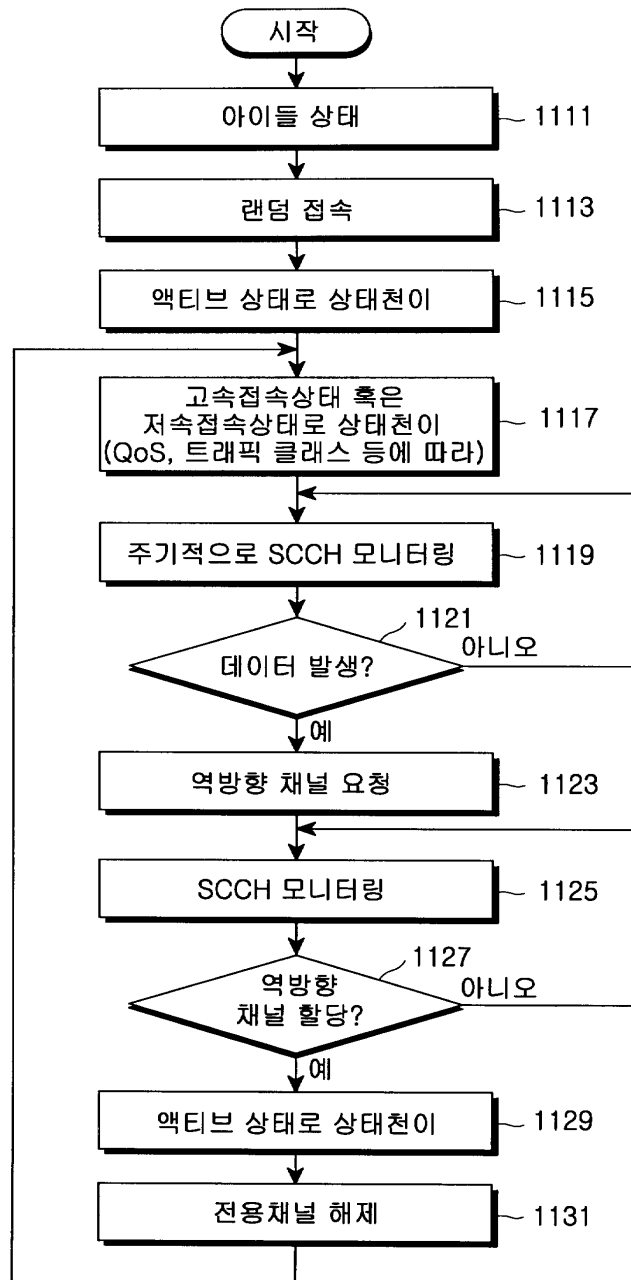 시작
아이들 상태
1111
랜덤 접속
1113
액티브 상태로 상태천이
1115
고속접속상태 혹은
저속접속상태로 상태천이
(QoS, 트래픽 클래스 등에 따라)
1117
주기적으로 SCCH 모니터링
1119
1121
데이터 발생?
아니오
예
역방향 채널 요청
1123
SCCH 모니터링
1125
1127
역방향
채널 할당?
아니오
예
액티브 상태로 상태천이
1129
전용채널 해제
1131